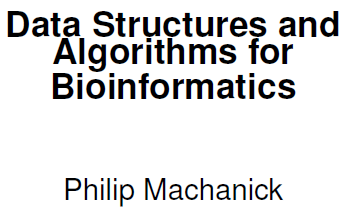 Data Structures and
Algorithms for
Bioinformatics
Philip Machanick